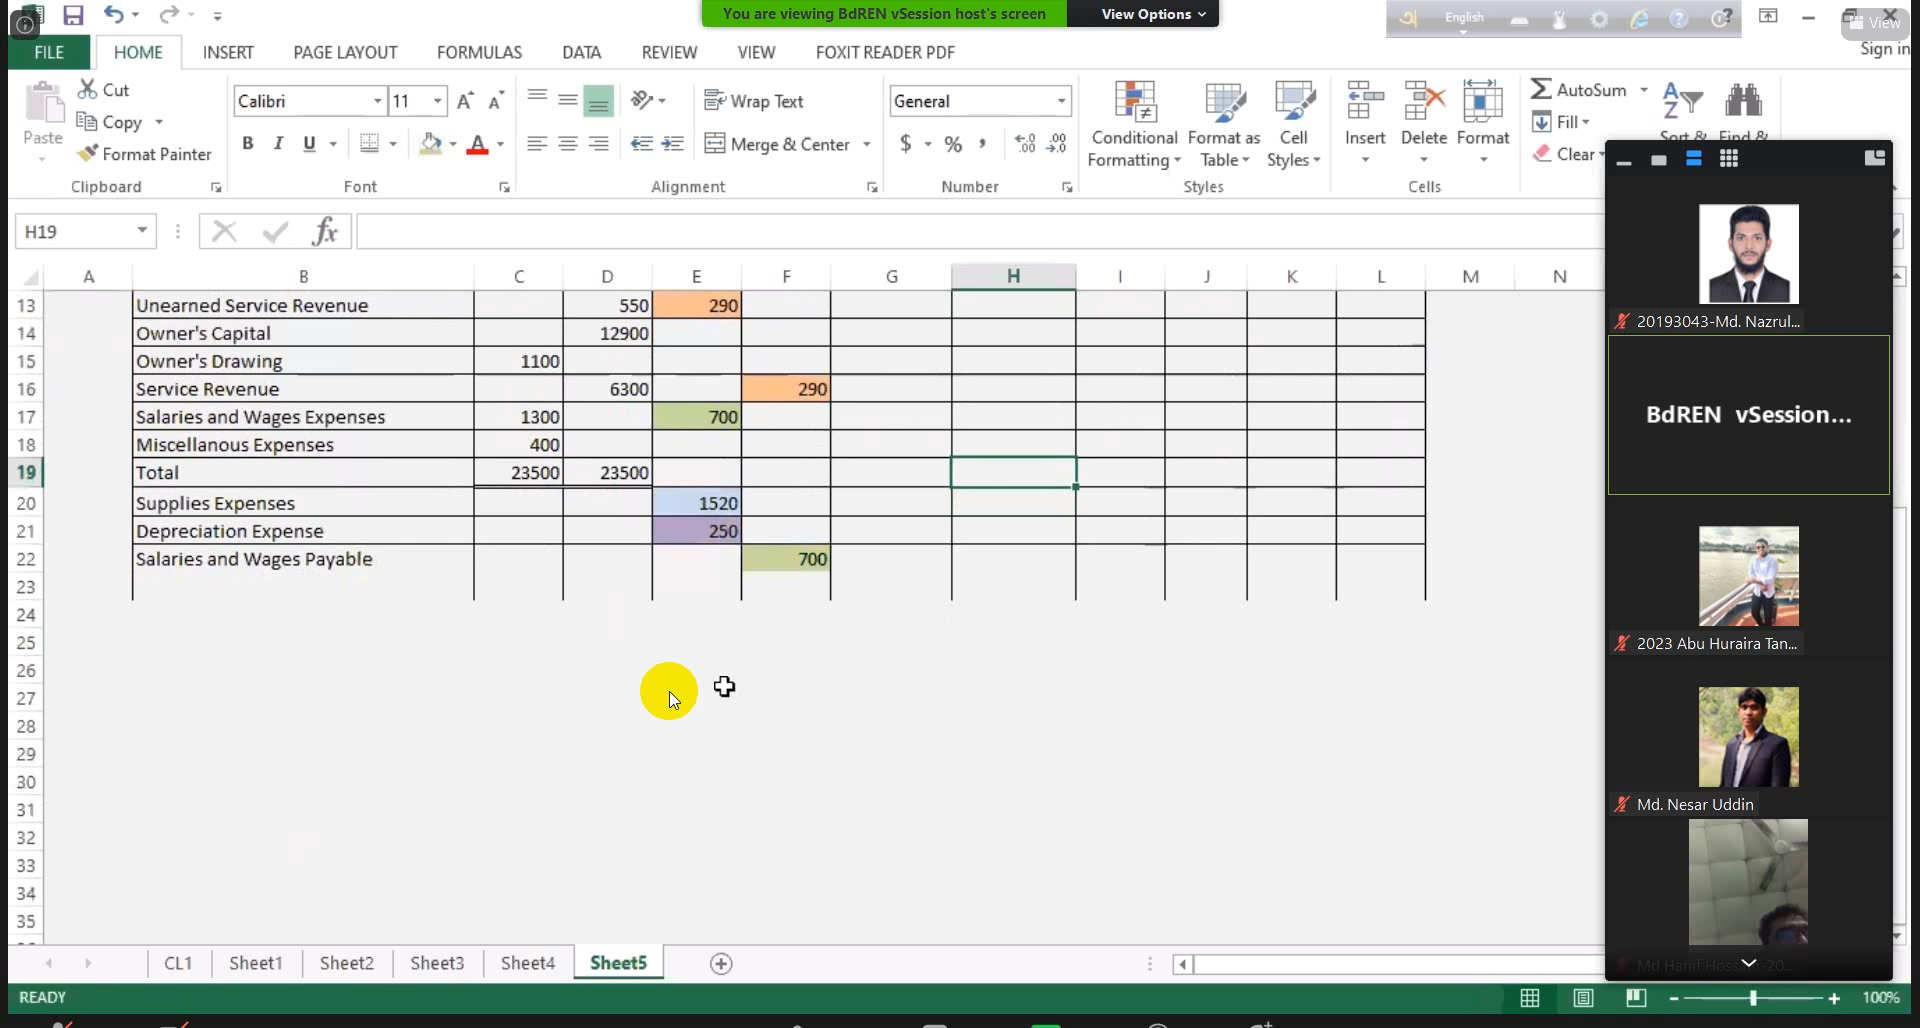 You are viewing BdREN vSession host's screen
View Options
English
View
Sign in
FILE
HOME
INSERT
PAGE LAYOUT
FORMULAS
DATA
REVIEW
VIEW
FOXIT READER PDF
Paste
Cut
Copy
Format Painter
Clipboard
Calibri
11
B I U
Font
Wrap Text
Merge & Center
Alignment
General
$ % ,
Number
Conditional Formatting
Format as Table
Cell Styles
Styles
Insert
Delete
Format
Cells
AutoSum
Fill
Clear
H19
fx
A B C D E F G H I J K L M N
13 Unearned Service Revenue 550 290
14 Owner's Capital 12900
15 Owner's Drawing 1100
16 Service Revenue 6300 290
17 Salaries and Wages Expenses 1300 700
18 Miscellanous Expenses 400
19 Total 23500 23500
20 Supplies Expenses 1520
21 Depreciation Expense 250
22 Salaries and Wages Payable 700
23
24
25
26
27
28
29
30
31
32
33
34
35
20193043-Md. Nazrul...
BdREN vSession...
2023 Abu Huraira Tan...
Md. Nesar Uddin
CL1
Sheet1
Sheet2
Sheet3
Sheet4
Sheet5
READY
100%